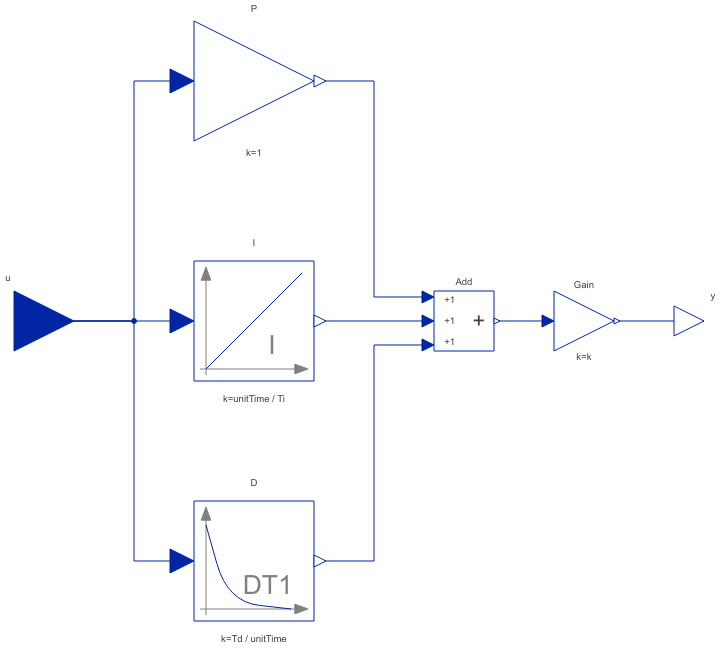 P
k=1
u
I
I
k=unitTime / Ti
Add
+1
+1
+
+1
Gain
k=k
y
D
DT1
k=Td / unitTime